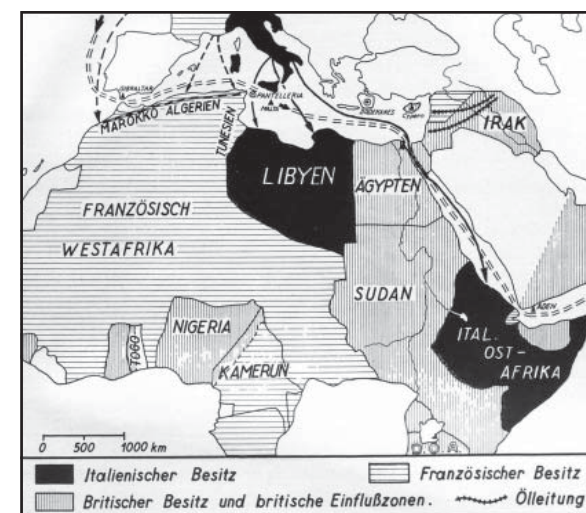 GIBRALTAR
PANTELLERIA
MALTA
MAROKKO
ALGERIEN
TUNESIEN
CYPERN
IRAK
LIBYEN
ÄGYPTEN
FRANZÖSISCH
WESTAFRIKA
SUDAN
NIGERIA
TOGO
KAMERUN
ADEN
ITAL.
OST-
AFRIKA
0 500 1000 km
Italienischer Besitz
Französischer Besitz
Britischer Besitz und britische Einflußzonen.
Ölleitung